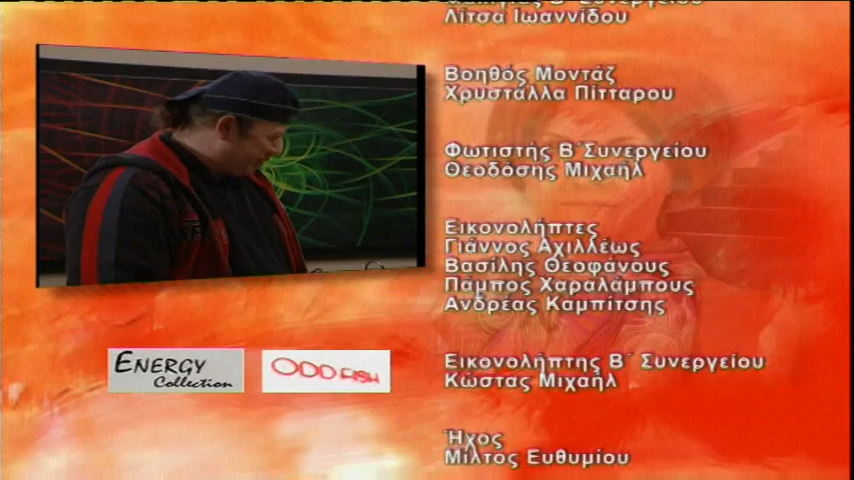 Λίτσα Ιωαννίδου
Βοηθός Μοντάζ
Χρυστάλλα Πίτταρου
Φωτιστής Β΄ Συνεργείου
Θεοδόσης Μιχαήλ
Εικονολήπτες
Γιάννος Αχιλλέως
Βασίλης Θεοφάνους
Πάμπος Χαραλάμπους
Ανδρέας Καμπίτσης
Εικονολήπτης Β΄ Συνεργείου
Κώστας Μιχαήλ
Ήχος
Μίλτος Ευθυμίου
ENERGY
Collection
ODD FISH